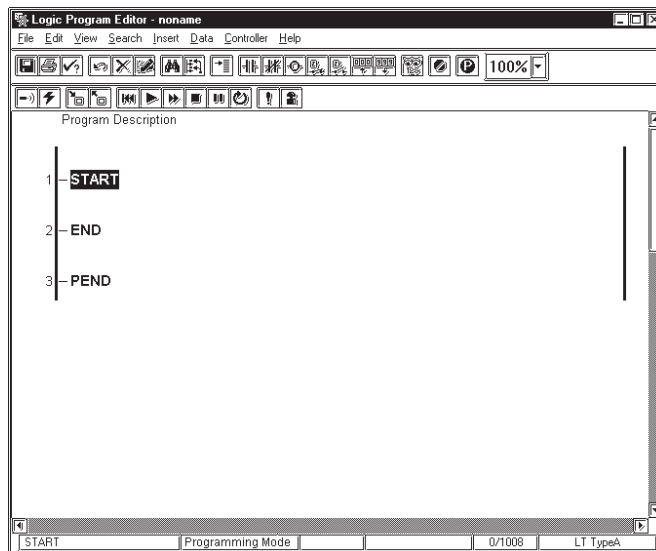 Logic Program Editor - noname
File Edit View Search Insert Data Controller Help
100%
Program Description
1 START
2 END
3 PEND
START Programming Mode 0/1008 LT TypeA